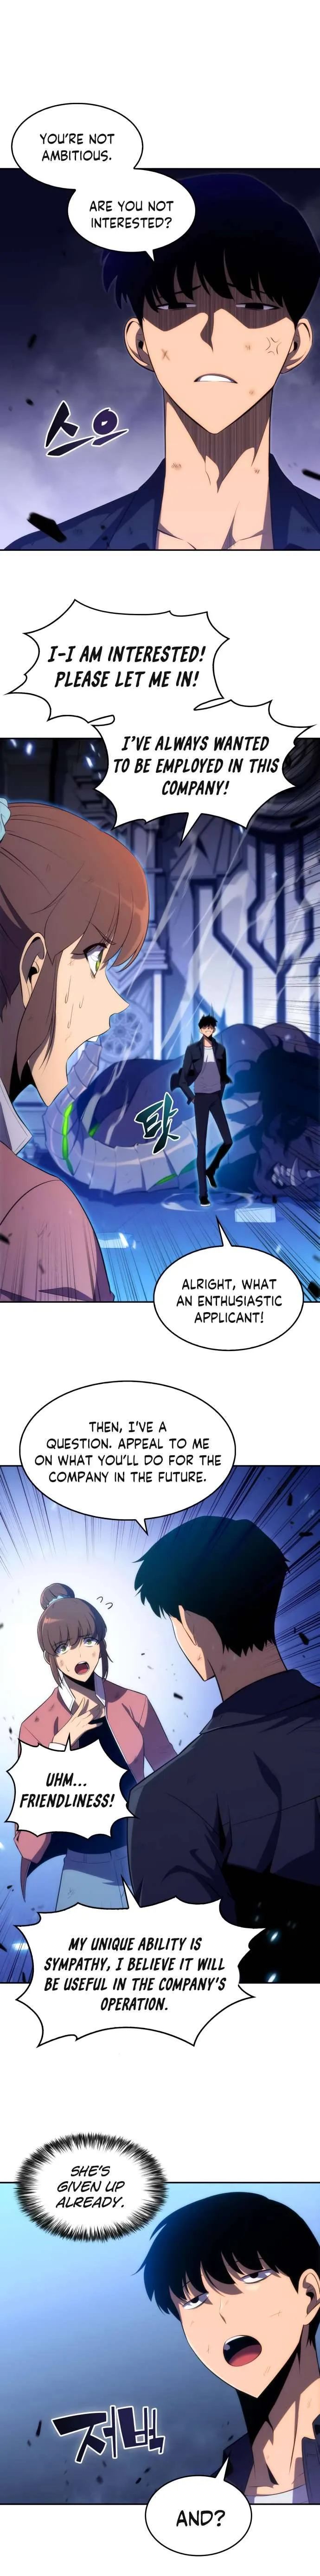 YOU'RE NOT
AMBITIOUS.
ARE YOU NOT
INTERESTED?
스으
I-I AM INTERESTED!
PLEASE LET ME IN!
I'VE ALWAYS WANTED
TO BE EMPLOYED IN THIS
COMPANY!
탓
ALRIGHT, WHAT
AN ENTHUSIASTIC
APPLICANT!
THEN, I'VE A
QUESTION. APPEAL TO ME
ON WHAT YOU'LL DO FOR THE
COMPANY IN THE FUTURE.
UHM...
FRIENDLINESS!
MY UNIQUE ABILITY IS
SYMPATHY, I BELIEVE IT WILL
BE USEFUL IN THE COMPANY'S
OPERATION.
SHE'S
GIVEN UP
ALREADY.
저벅
AND?